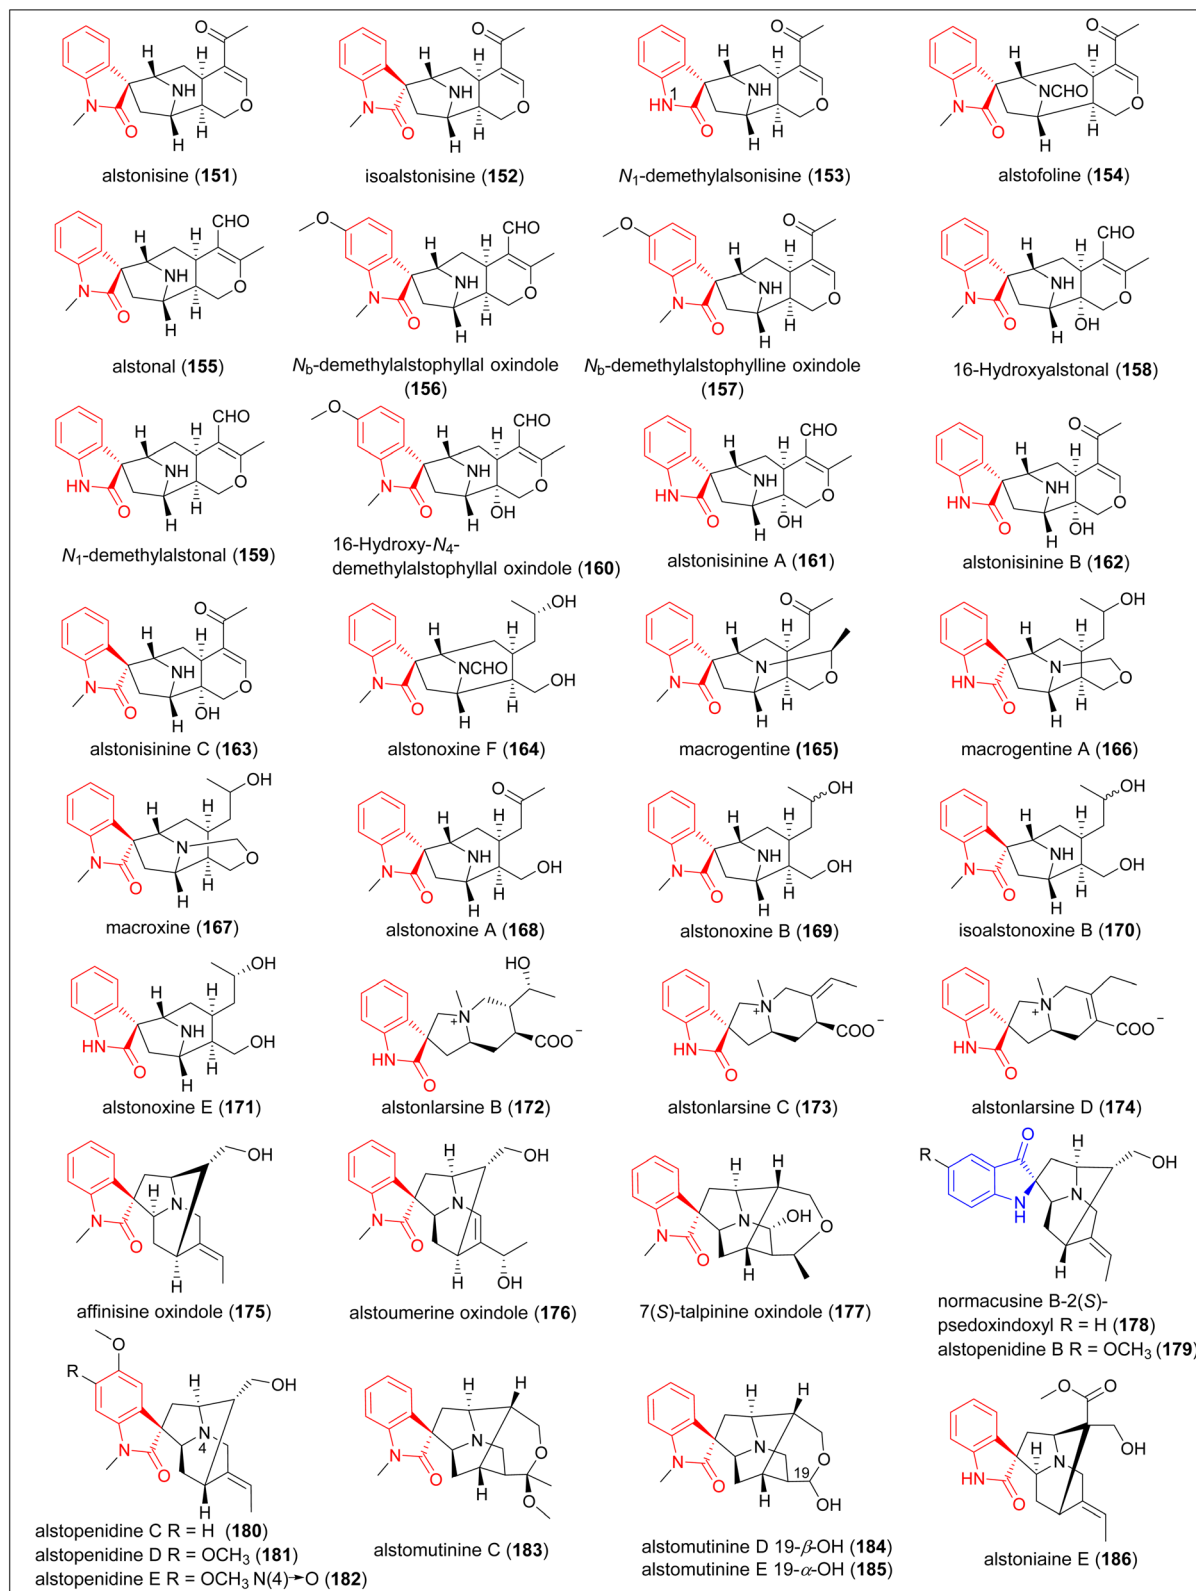 alstonisine (151)
isoalstonisine (152)
N1-demethylalsonisine (153)
alstofoline (154)
alstonal (155)
Nb-demethylalstophyllal oxindole
(156)
Nb-demethylalstophylline oxindole
(157)
16-Hydroxyalstonal (158)
N1-demethylalstonal (159)
16-Hydroxy-N4-
demethylalstophyllal oxindole (160)
alstonisinine A (161)
alstonisinine B (162)
alstonisinine C (163)
alstonoxine F (164)
macrogentine (165)
macrogentine A (166)
macroxine (167)
alstonoxine A (168)
alstonoxine B (169)
isoalstonoxine B (170)
alstonoxine E (171)
alstonlarsine B (172)
alstonlarsine C (173)
alstonlarsine D (174)
affinisine oxindole (175)
alstoumerine oxindole (176)
7(S)-talpinine oxindole (177)
normacusine B-2(S)-
psedoxindoxyl R = H (178)
alstopenidine B R = OCH3 (179)
alstopenidine C R = H (180)
alstopenidine D R = OCH3 (181)
alstopenidine E R = OCH3 N(4)→O (182)
alstomutinine C (183)
alstomutinine D 19-β-OH (184)
alstomutinine E 19-α-OH (185)
alstoniaine E (186)